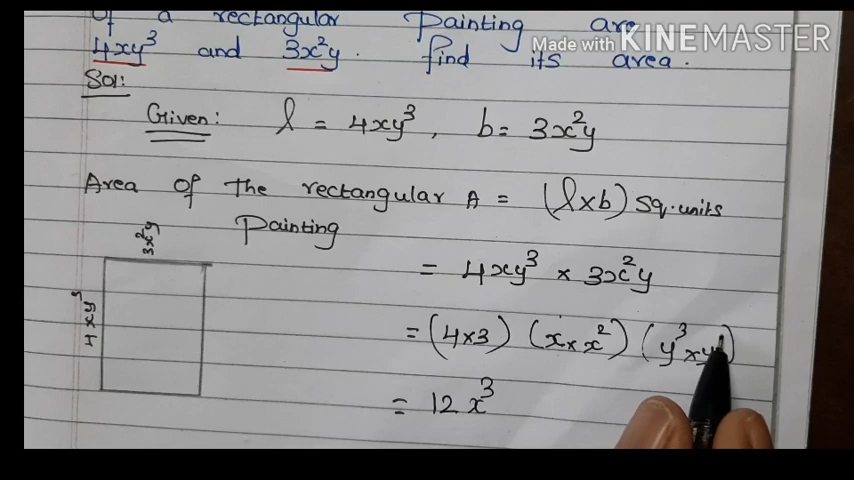 Of a rectangular Painting are
Made with KINEMASTER
4xy³ and 3x²y. find its area.
Sol:
Given: l = 4xy³, b = 3x²y
Area of the rectangular A = (l×b) sq.units
Painting
3x²y
= 4xy³ × 3x²y
4xy³
= (4×3) (x×x²) (y³×y)
= 12x³